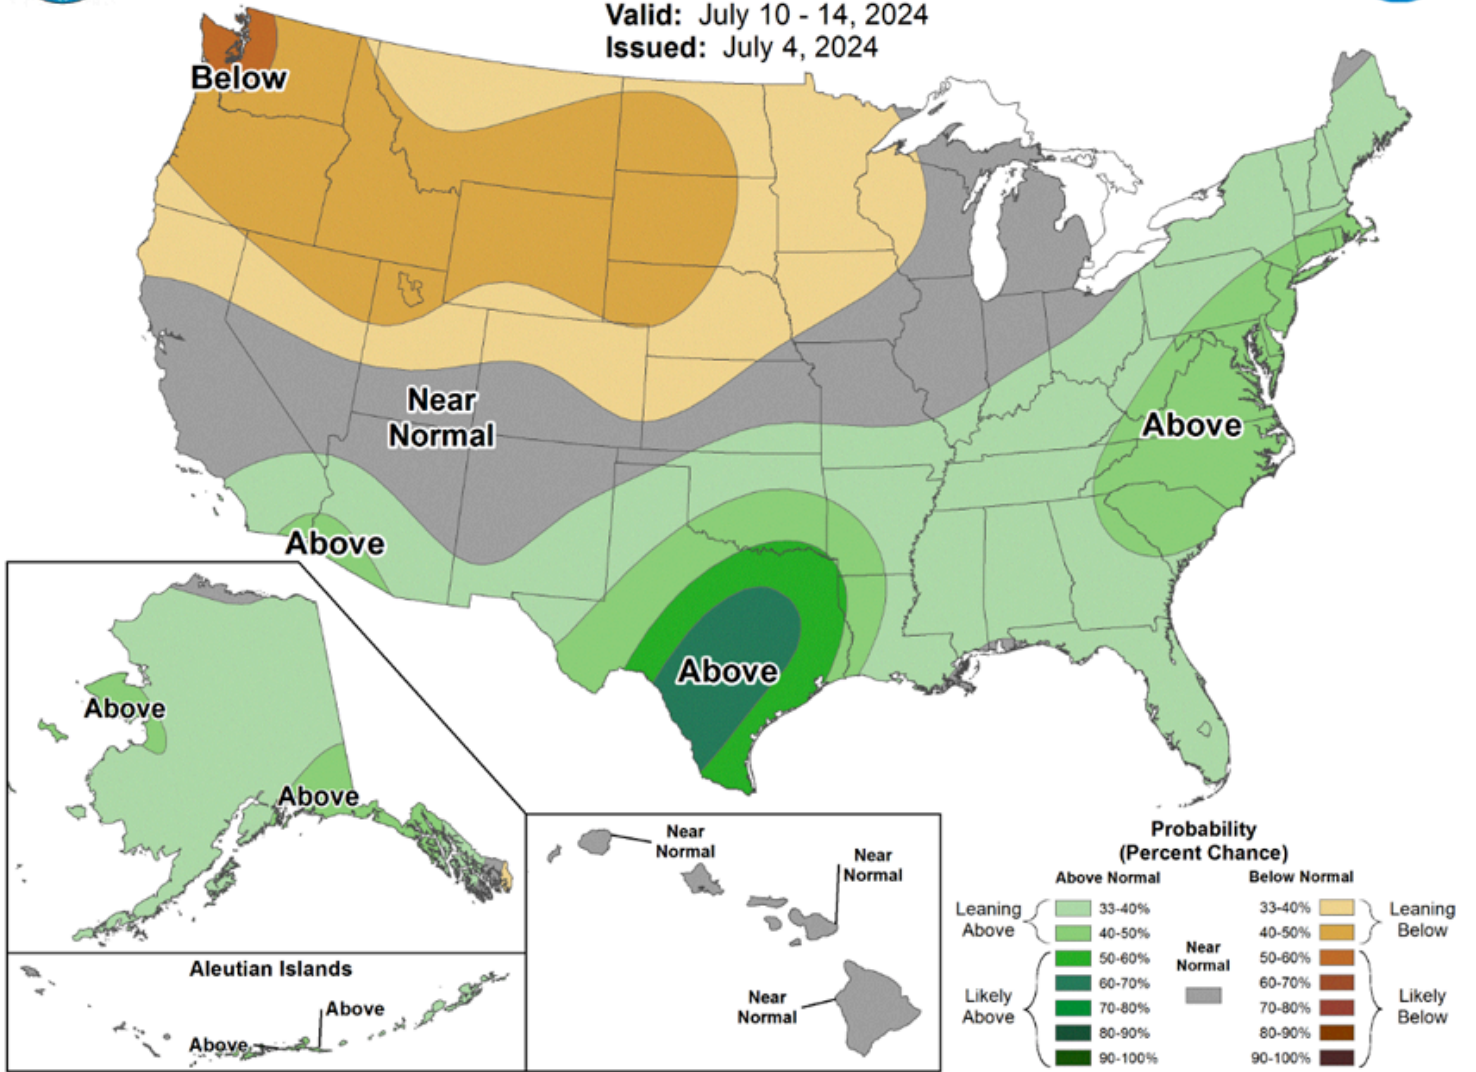 Valid: July 10 - 14, 2024
Issued: July 4, 2024
Below
Near
Normal
Above
Above
Above
Above
Above
Near
Normal
Near
Normal
Near
Normal
Aleutian Islands
Above
Above
Probability
(Percent Chance)
Above Normal
Below Normal
Leaning
Above
33-40%
40-50%
Likely
Above
50-60%
60-70%
70-80%
80-90%
90-100%
Near
Normal
33-40%
40-50%
Leaning
Below
50-60%
60-70%
70-80%
80-90%
90-100%
Likely
Below